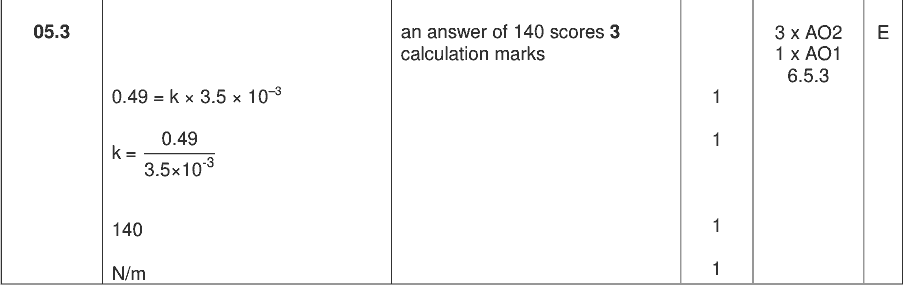 05.3
an answer of 140 scores 3
calculation marks
3 x AO2
1 x AO1
6.5.3
E
0.49 = k × 3.5 × 10⁻³
1
k = 0.49
3.5×10⁻³
1
140
1
N/m
1